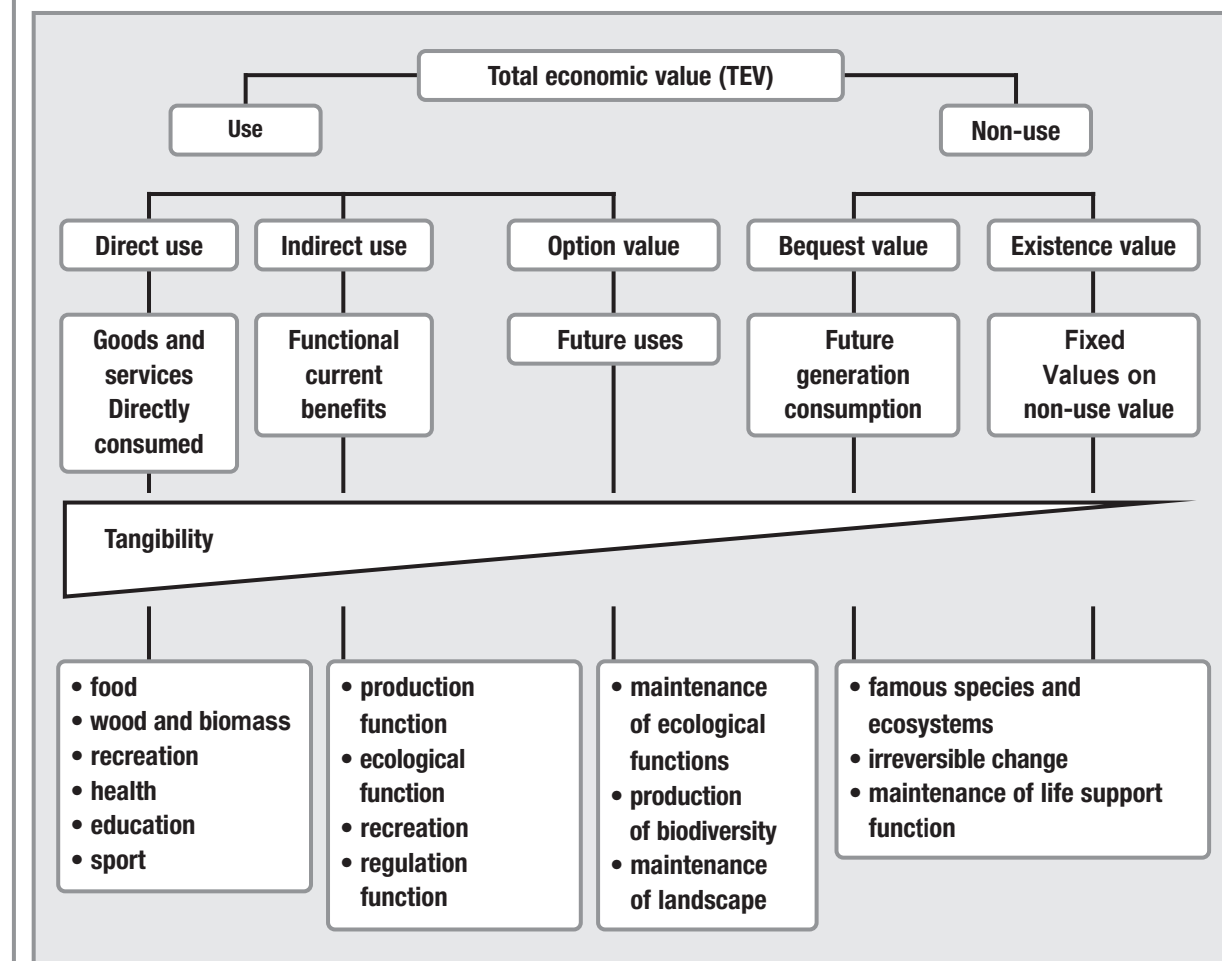 Total economic value (TEV)
Use
Non-use
Direct use
Indirect use
Option value
Bequest value
Existence value
Goods and
services
Directly
consumed
Functional
current
benefits
Future uses
Future
generation
consumption
Fixed
Values on
non-use value
Tangibility
• food
• wood and biomass
• recreation
• health
• education
• sport
• production
function
• ecological
function
• recreation
• regulation
function
• maintenance
of ecological
functions
• production
of biodiversity
• maintenance
of landscape
• famous species and
ecosystems
• irreversible change
• maintenance of life support
function